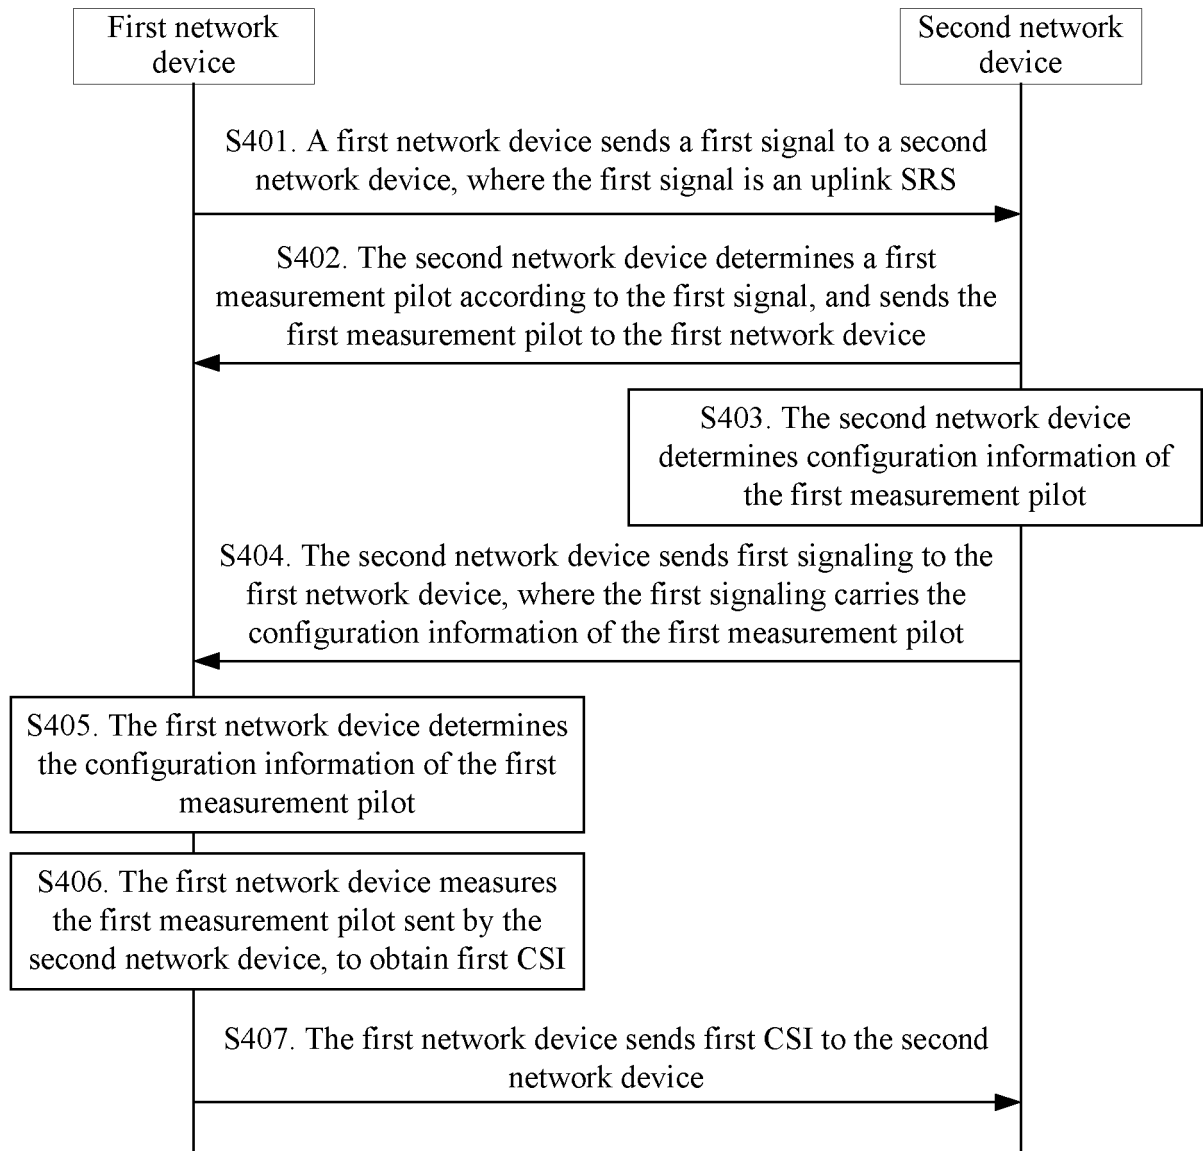 First network
device
Second network
device
S401. A first network device sends a first signal to a second
network device, where the first signal is an uplink SRS
S402. The second network device determines a first
measurement pilot according to the first signal, and sends the
first measurement pilot to the first network device
S403. The second network device
determines configuration information of
the first measurement pilot
S404. The second network device sends first signaling to the
first network device, where the first signaling carries the
configuration information of the first measurement pilot
S405. The first network device determines
the configuration information of the first
measurement pilot
S406. The first network device measures
the first measurement pilot sent by the
second network device, to obtain first CSI
S407. The first network device sends first CSI to the second
network device